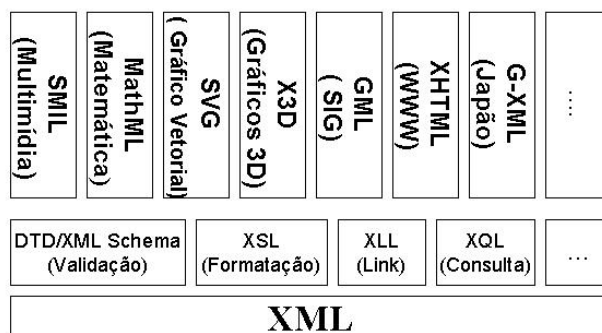 SMIL
(Multimídia)
MathML
(Matemática)
SVG
(Gráfico Vetorial)
X3D
(Gráficos 3D)
GML
( SIG)
XHTML
(WWW)
G-XML
(Japão)
....
DTD/XML Schema
(Validação)
XSL
(Formatação)
XLL
(Link)
XQL
(Consulta)
...
XML